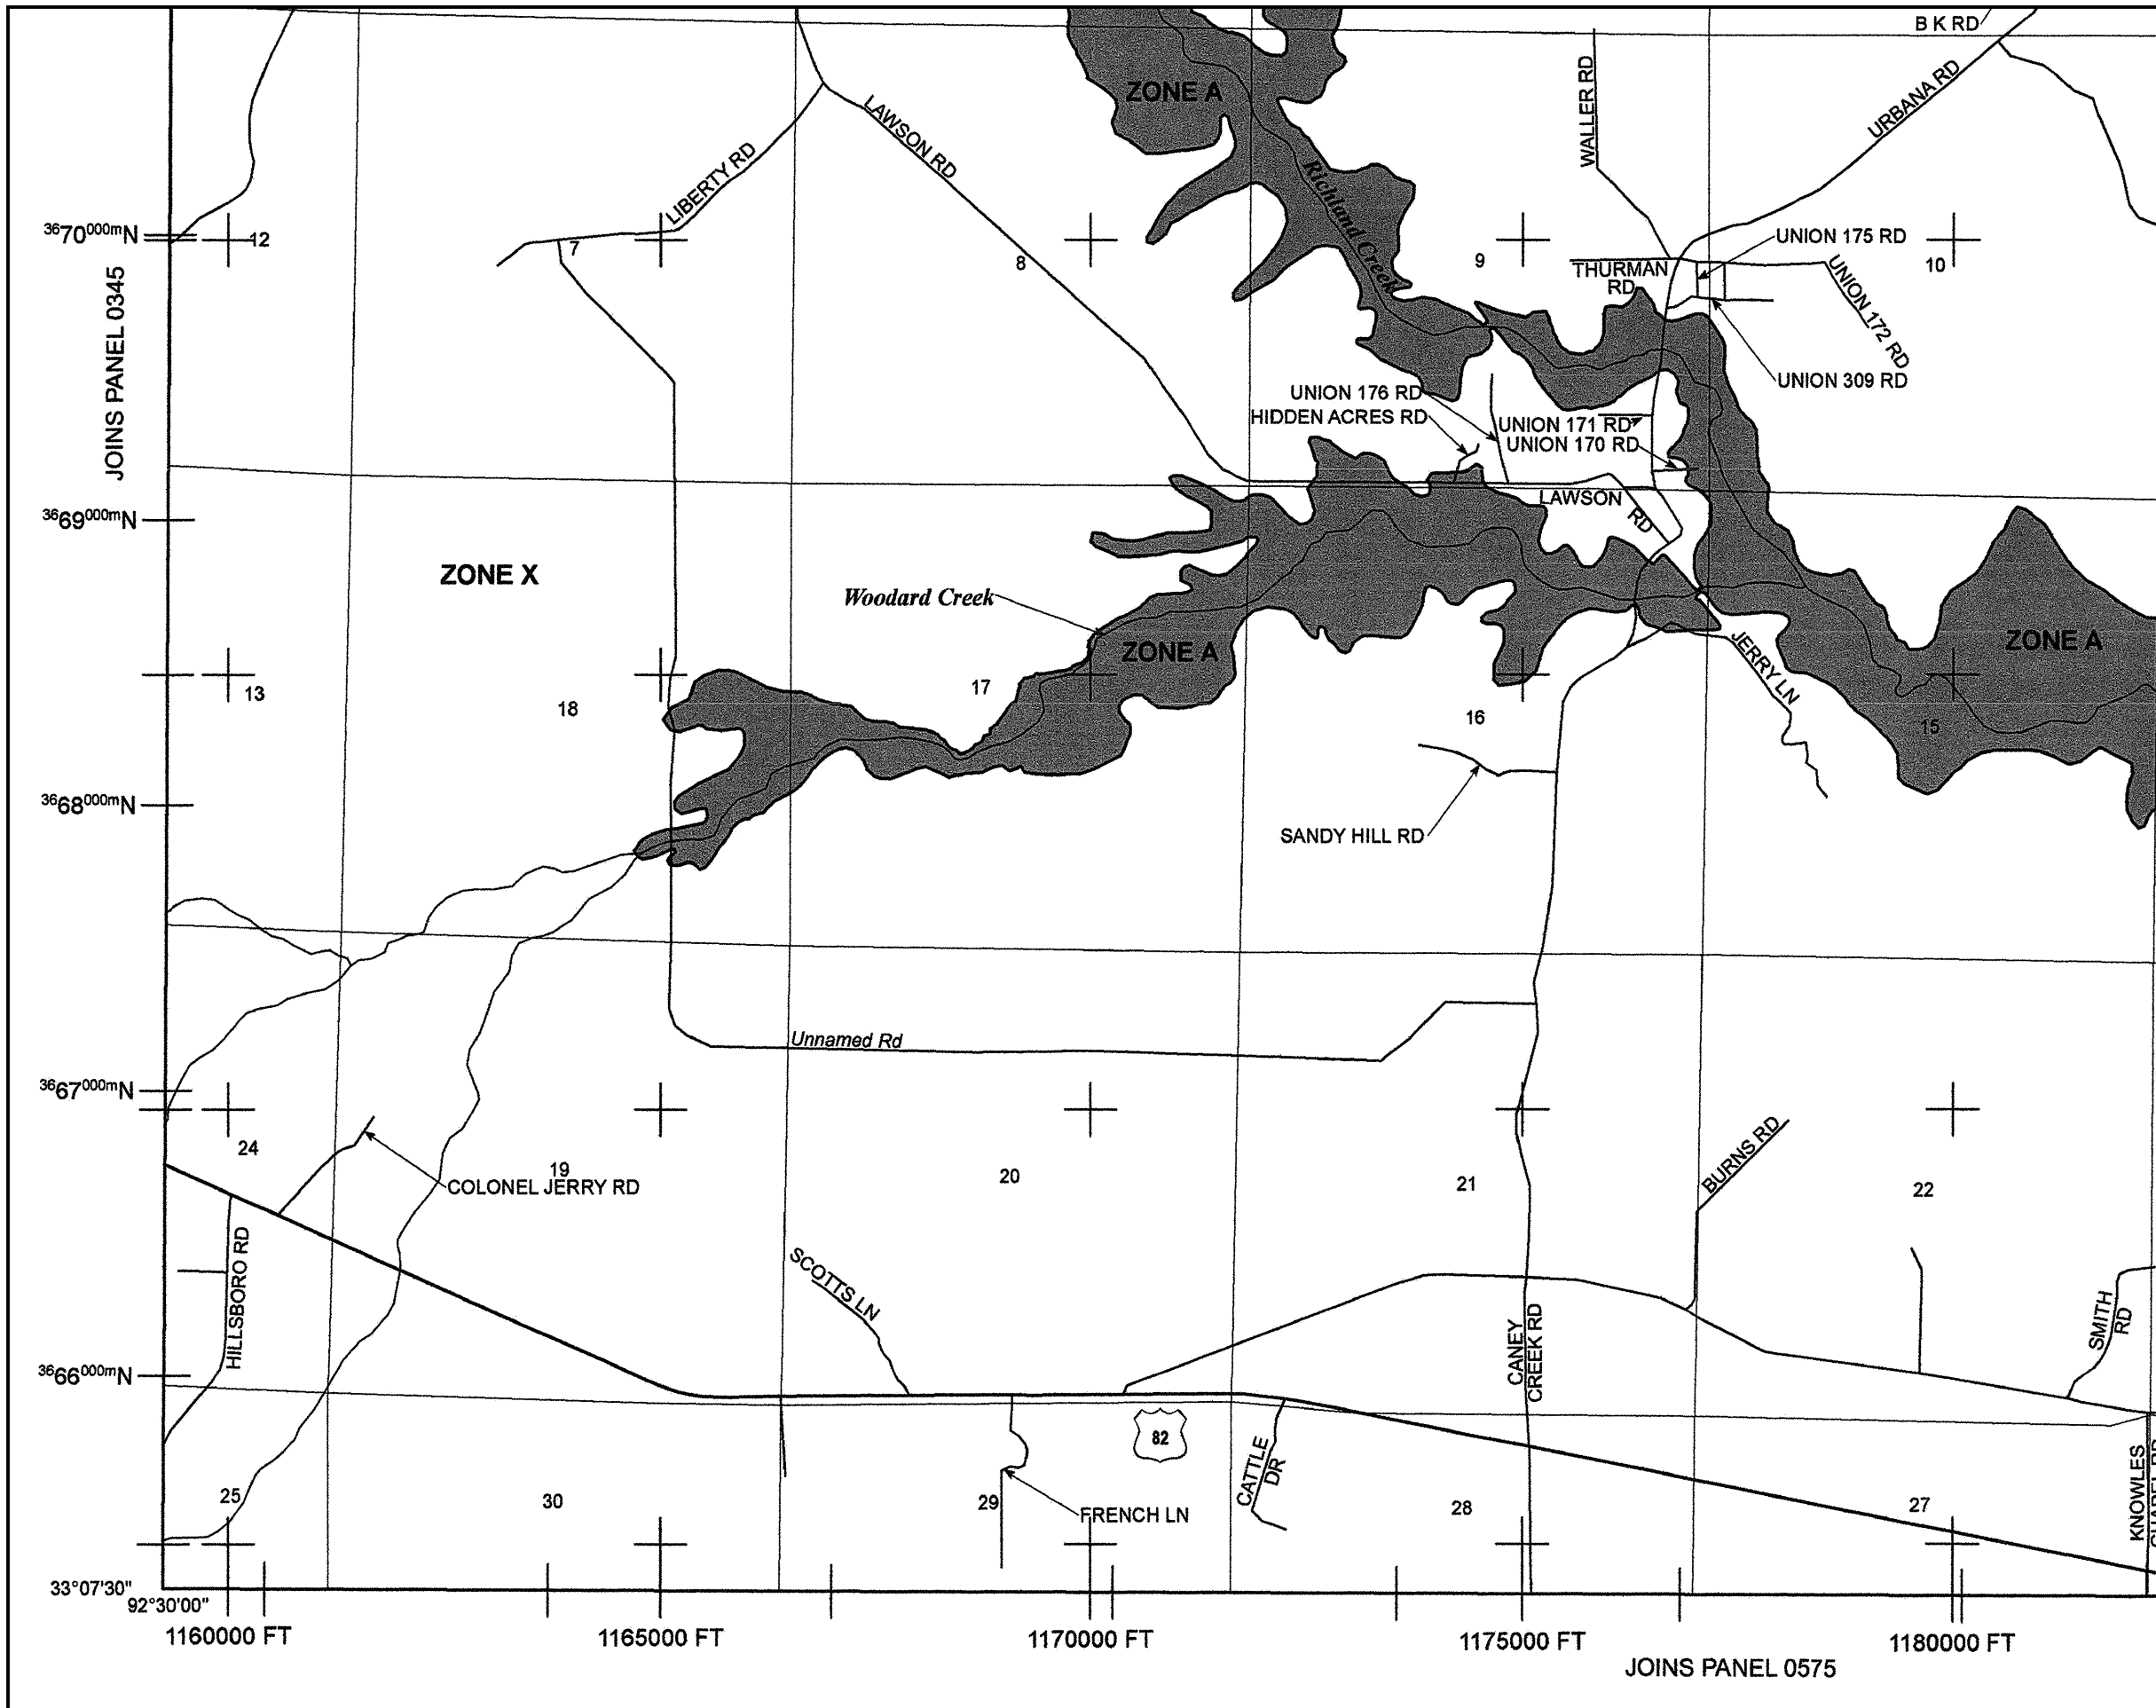 B K RD
ZONE A
WALLER RD
URBANA RD
LAWSON RD
LIBERTY RD
Richland Creek
3670000mN
12
7
8
9
10
UNION 175 RD
THURMAN
RD
UNION 172 RD
JOINS PANEL 0345
UNION 309 RD
UNION 176 RD
HIDDEN ACRES RD
UNION 171 RD
UNION 170 RD
LAWSON
RD
3669000mN
ZONE X
Woodard Creek
ZONE A
ZONE A
JERRY LN
13
18
17
16
15
3668000mN
SANDY HILL RD
Unnamed Rd
3667000mN
24
19
20
21
22
COLONEL JERRY RD
BURNS RD
HILLSBORO RD
SCOTTS LN
CANEY
CREEK RD
SMITH
RD
3666000mN
82
CATTLE
DR
KNOWLES
25
30
29
28
27
FRENCH LN
33°07'30"
92°30'00"
1160000 FT
1165000 FT
1170000 FT
1175000 FT
1180000 FT
JOINS PANEL 0575